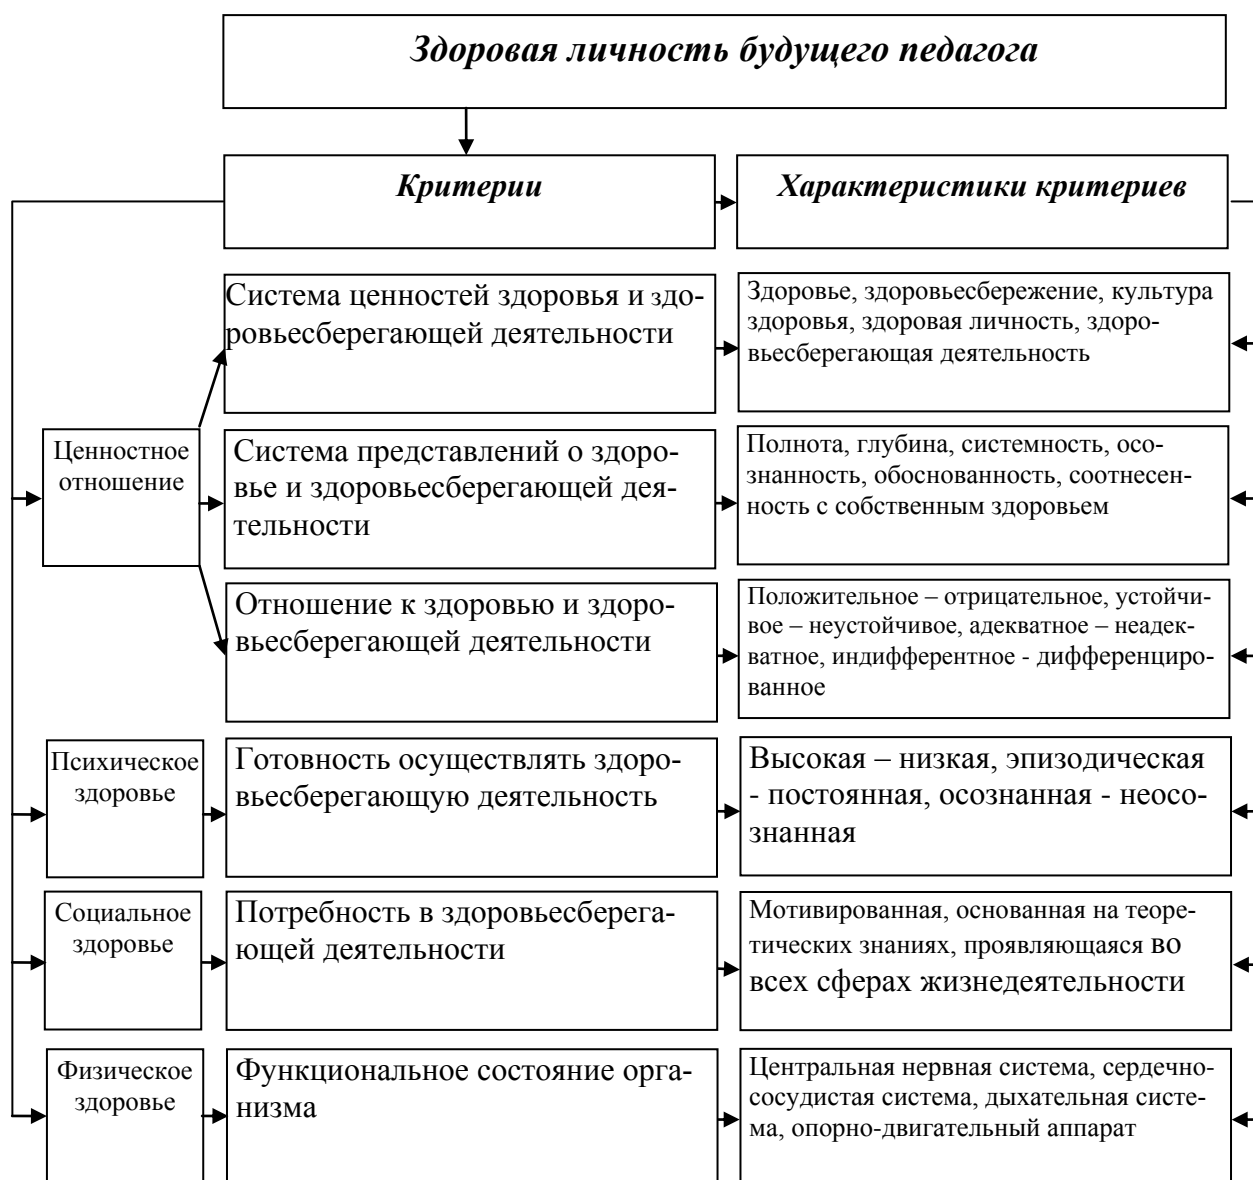 Здоровая личность будущего педагога
Критерии
Характеристики критериев
Система ценностей здоровья и здо-
ровьесберегающей деятельности
Здоровье, здоровьесбережение, культура
здоровья, здоровая личность, здоро-
вьесберегающая деятельность
Ценностное
отношение
Система представлений о здоро-
вье и здоровьесберегающей дея-
тельности
Полнота, глубина, системность, осо-
знанность, обоснованность, соотнесен-
ность с собственным здоровьем
Отношение к здоровью и здоро-
вьесберегающей деятельности
Положительное – отрицательное, устойчи-
вое – неустойчивое, адекватное – неадек-
ватное, индифферентное - дифференциро-
ванное
Психическое
здоровье
Готовность осуществлять здоро-
вьесберегающую деятельность
Высокая – низкая, эпизодическая
- постоянная, осознанная - неосо-
знанная
Социальное
здоровье
Потребность в здоровьесберега-
ющей деятельности
Мотивированная, основанная на теоре-
тических знаниях, проявляющаяся во
всех сферах жизнедеятельности
Физическое
здоровье
Функциональное состояние орга-
низма
Центральная нервная система, сердечно-
сосудистая система, дыхательная систе-
ма, опорно-двигательный аппарат